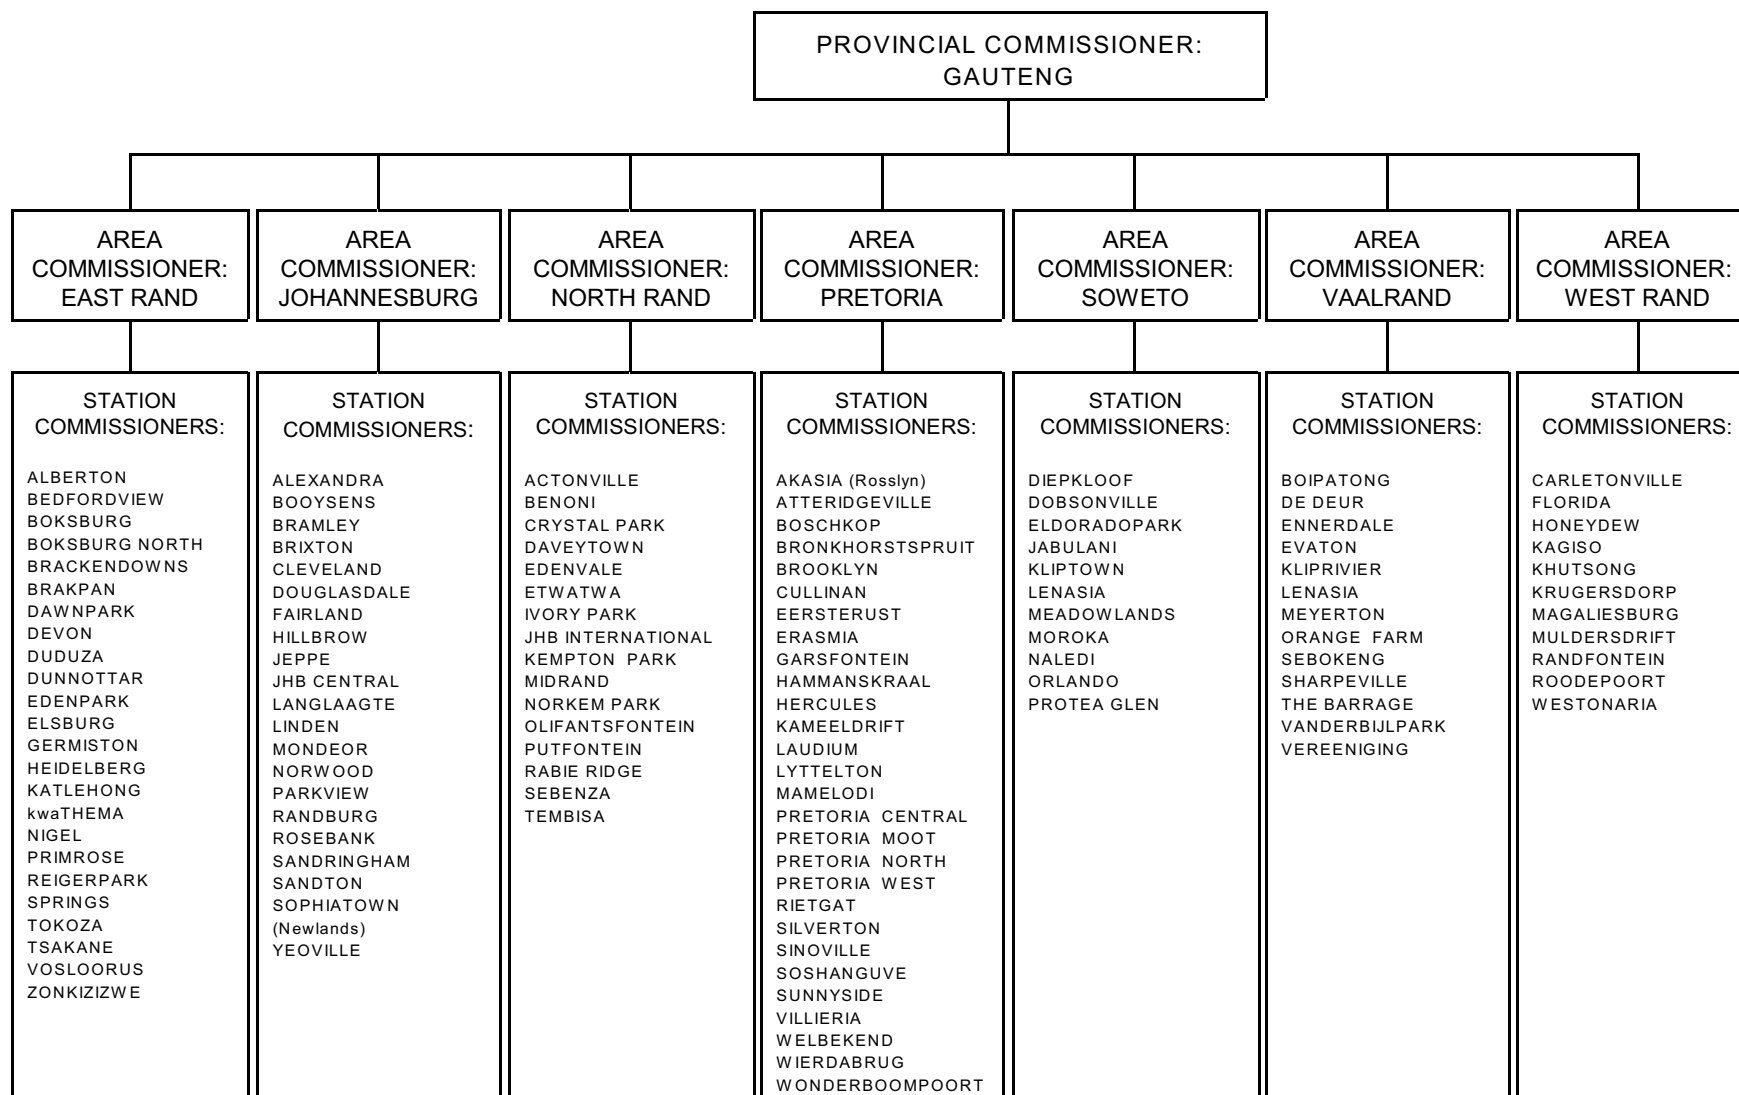 PROVINCIAL COMMISSIONER:
GAUTENG
AREA
COMMISSIONER:
EAST RAND
AREA
COMMISSIONER:
JOHANNESBURG
AREA
COMMISSIONER:
NORTH RAND
AREA
COMMISSIONER:
PRETORIA
AREA
COMMISSIONER:
SOWETO
AREA
COMMISSIONER:
VAALRAND
AREA
COMMISSIONER:
WEST RAND
STATION
COMMISSIONERS:
ALBERTON
BEDFORDVIEW
BOKSBURG
BOKSBURG NORTH
BRACKENDOWNS
BRAKPAN
DAWNPARK
DEVON
DUDUZA
DUNNOTTAR
EDENPARK
ELSBURG
GERMISTON
HEIDELBERG
KATLEHONG
kwaTHEMA
NIGEL
PRIMROSE
REIGERPARK
SPRINGS
TOKOZA
TSAKANE
VOSLOORUS
ZONKIZIZWE
STATION
COMMISSIONERS:
ALEXANDRA
BOOYSENS
BRAMLEY
BRIXTON
CLEVELAND
DOUGLASDALE
FAIRLAND
HILLBROW
JEPPE
JHB CENTRAL
LANGLAAGTE
LINDEN
MONDEOR
NORWOOD
PARKVIEW
RANDBURG
ROSEBANK
SANDRINGHAM
SANDTON
SOPHIATOWN
(Newlands)
YEOVILLE
STATION
COMMISSIONERS:
ACTONVILLE
BENONI
CRYSTAL PARK
DAVEYTOWN
EDENVALE
ETWATWA
IVORY PARK
JHB INTERNATIONAL
KEMPTON PARK
MIDRAND
NORKEM PARK
OLIFANTSFONTEIN
PUTFONTEIN
RABIE RIDGE
SEBENZA
TEMBISA
STATION
COMMISSIONERS:
AKASIA (Rosslyn)
ATTERIDGEVILLE
BOSCHKOP
BRONKHORSTSPRUIT
BROOKLYN
CULLINAN
EERSTERUST
ERASMIA
GARSFONTEIN
HAMMANSKRAAL
HERCULES
KAMEELDRIFT
LAUDIUM
LYTTELTON
MAMELODI
PRETORIA CENTRAL
PRETORIA MOOT
PRETORIA NORTH
PRETORIA WEST
RIETGAT
SILVERTON
SINOVILLE
SOSHANGUVE
SUNNYSIDE
VILLIERIA
WELBEKEND
WIERDABRUG
WONDERBOOMPOORT
STATION
COMMISSIONERS:
DIEPKLOOF
DOBSONVILLE
ELDORADOPARK
JABULANI
KLIPTOWN
LENASIA
MEADOWLANDS
MOROKA
NALEDI
ORLANDO
PROTEA GLEN
STATION
COMMISSIONERS:
BOIPATONG
DE DEUR
ENNERDALE
EVATON
KLIPRIVIER
LENASIA
MEYERTON
ORANGE FARM
SEBOKENG
SHARPEVILLE
THE BARRAGE
VANDERBIJLPARK
VEREENIGING
STATION
COMMISSIONERS:
CARLETONVILLE
FLORIDA
HONEYDEW
KAGISO
KHUTSONG
KRUGERSDORP
MAGALIESBURG
MULDERSDRIFT
RANDFONTEIN
ROODEPOORT
WESTONARIA